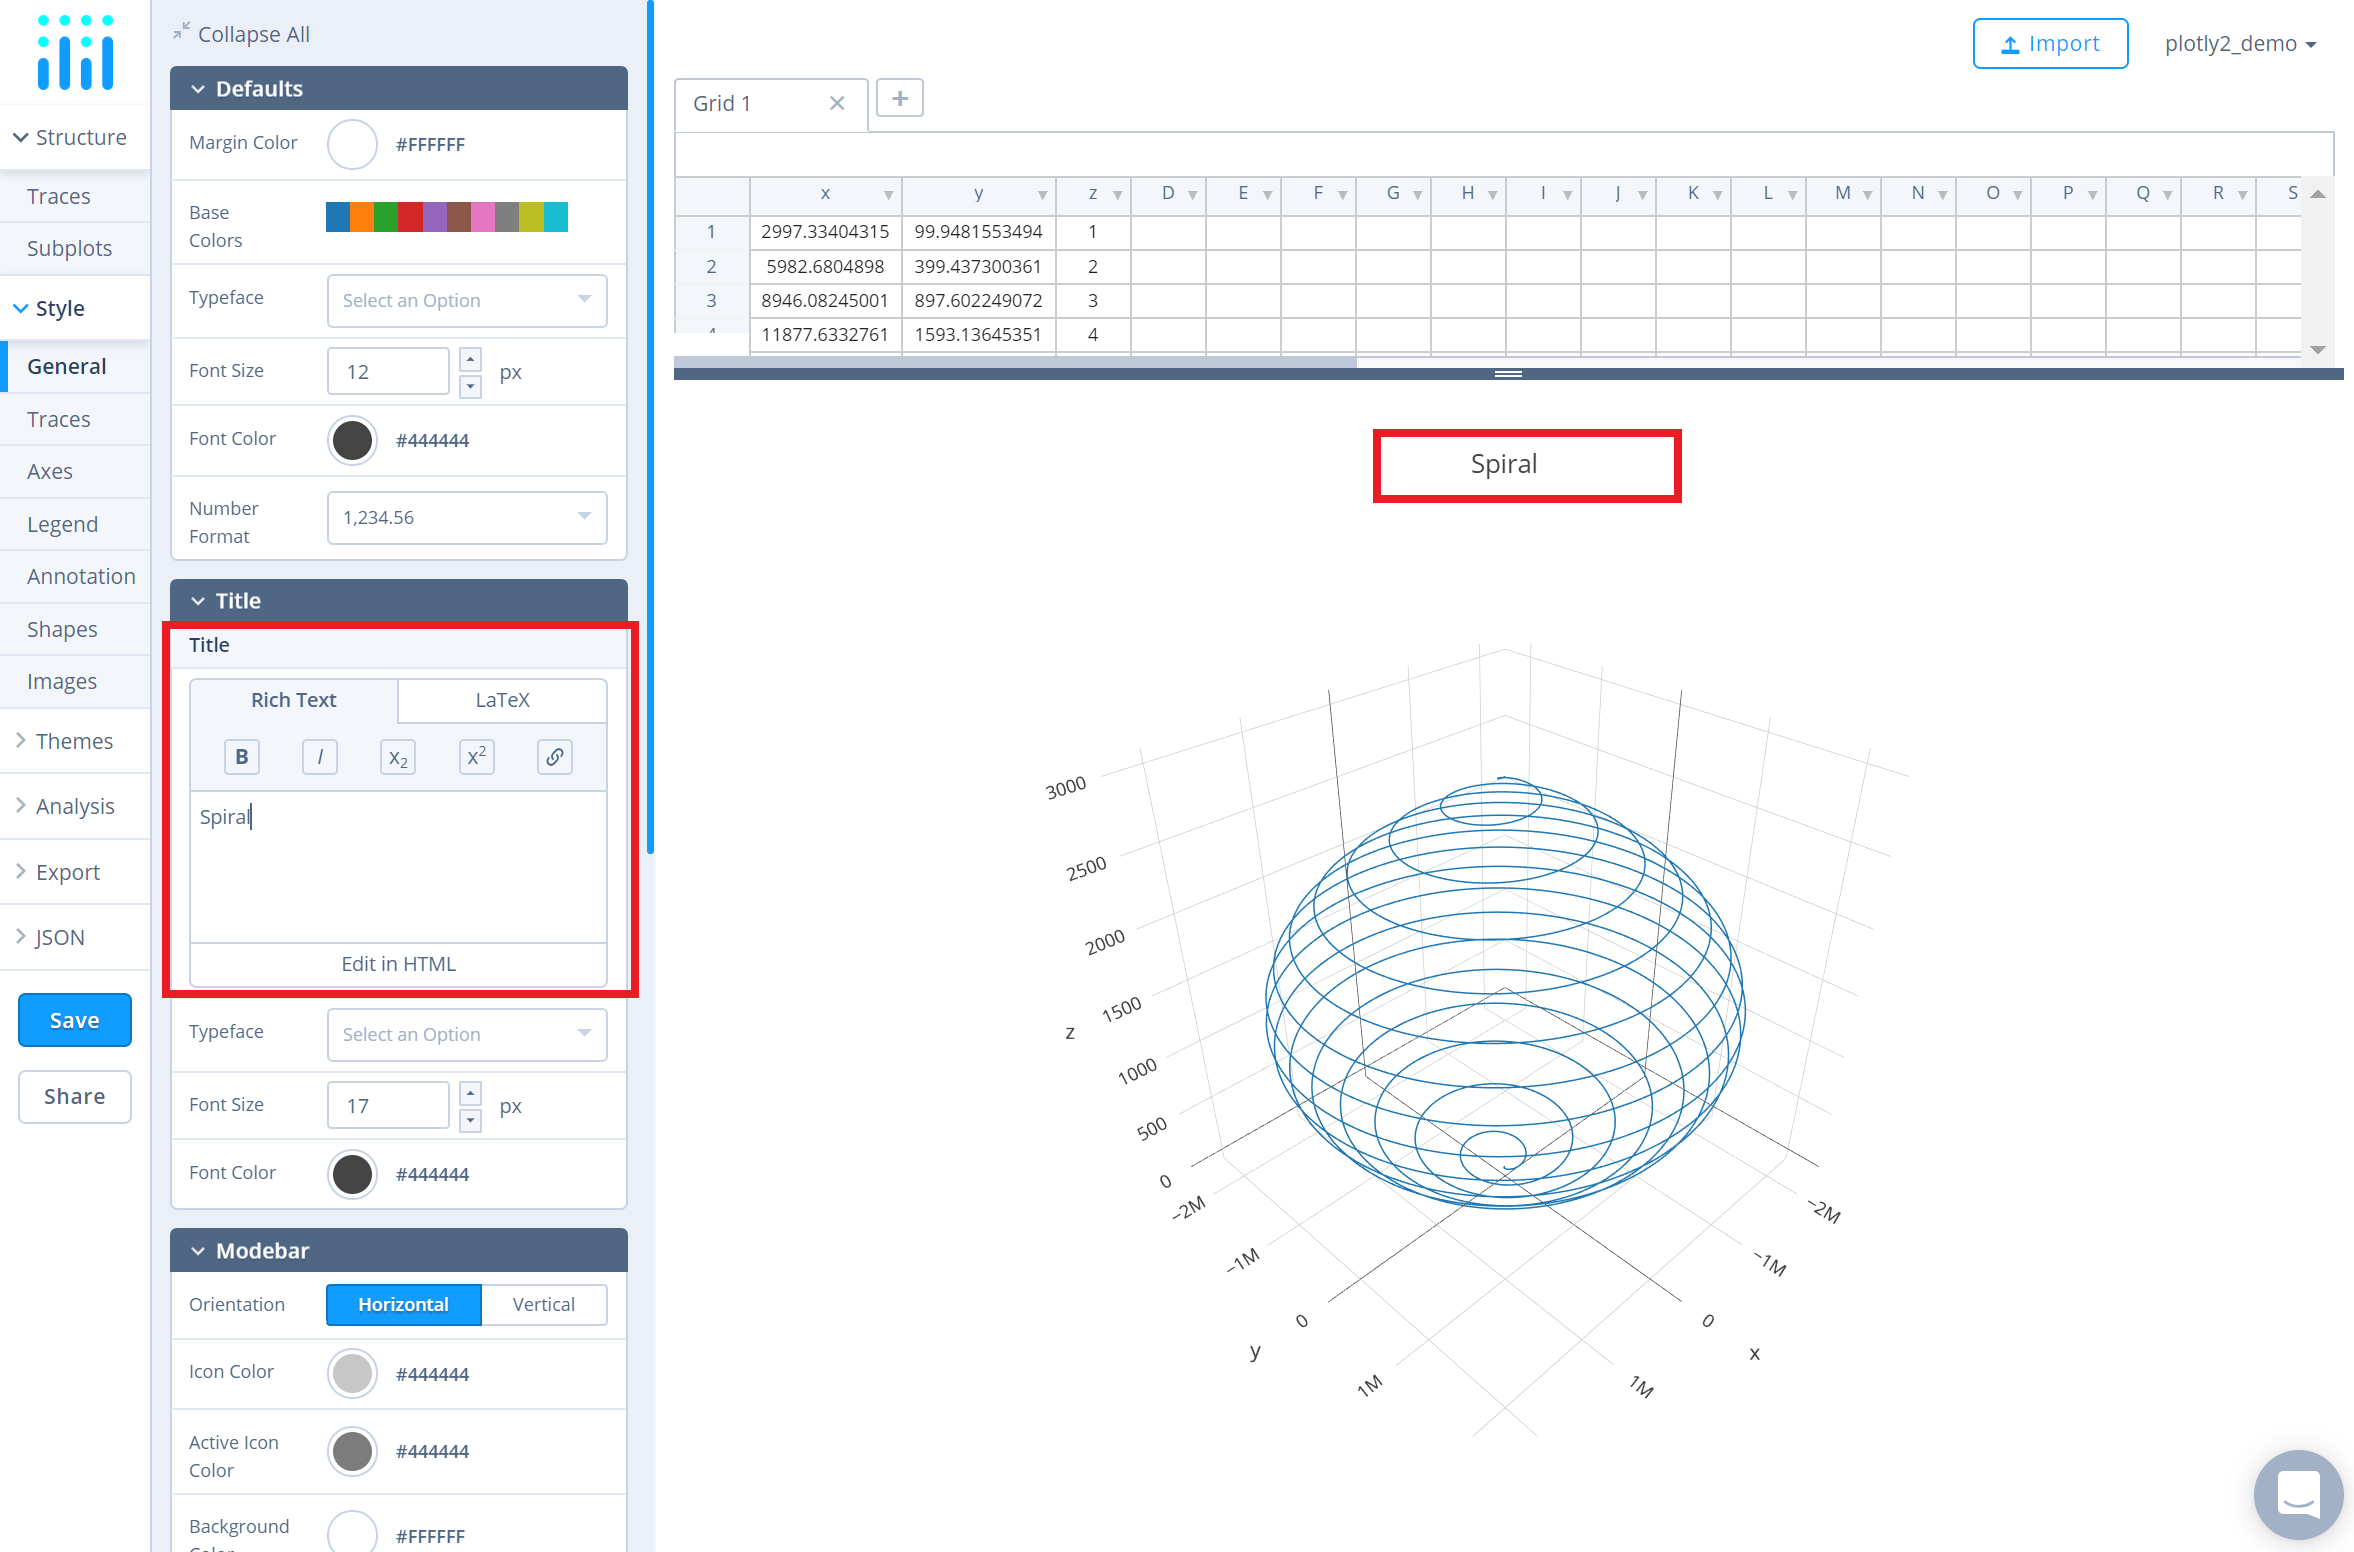 Collapse All
Import
plotly2_demo
Structure
Traces
Subplots
Style
General
Traces
Axes
Legend
Annotation
Shapes
Images
Themes
Analysis
Export
JSON
Save
Share
Defaults
Margin Color #FFFFFF
Base Colors
Typeface Select an Option
Font Size 12 px
Font Color #444444
Number Format 1,234.56
Title
Title
Rich Text LaTeX
B I x2 x2
Spiral
Edit in HTML
Typeface Select an Option
Font Size 17 px
Font Color #444444
Modebar
Orientation Horizontal Vertical
Icon Color #444444
Active Icon Color #444444
Background #FFFFFF
Grid 1
x y z D E F G H I J K L M N O P Q R S
1 2997.33404315 99.9481553494 1
2 5982.6804898 399.437300361 2
3 8946.08245001 897.602249072 3
4 11877.6332761 1593.13645351 4
Spiral
3000
2500
2000
1500
1000
500
0
z
−2M
−1M
0
1M
y
−2M
−1M
0
1M
x